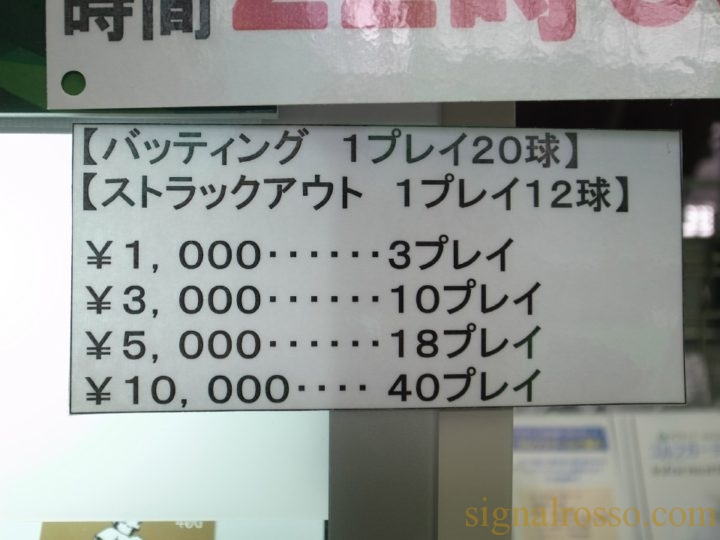 時間
【バッティング １プレイ２０球】
【ストラックアウト １プレイ１２球】
￥１，０００‥‥‥３プレイ
￥３，０００‥‥‥１０プレイ
￥５，０００‥‥‥１８プレイ
￥１０，０００‥‥ ４０プレイ
signalrosso.com